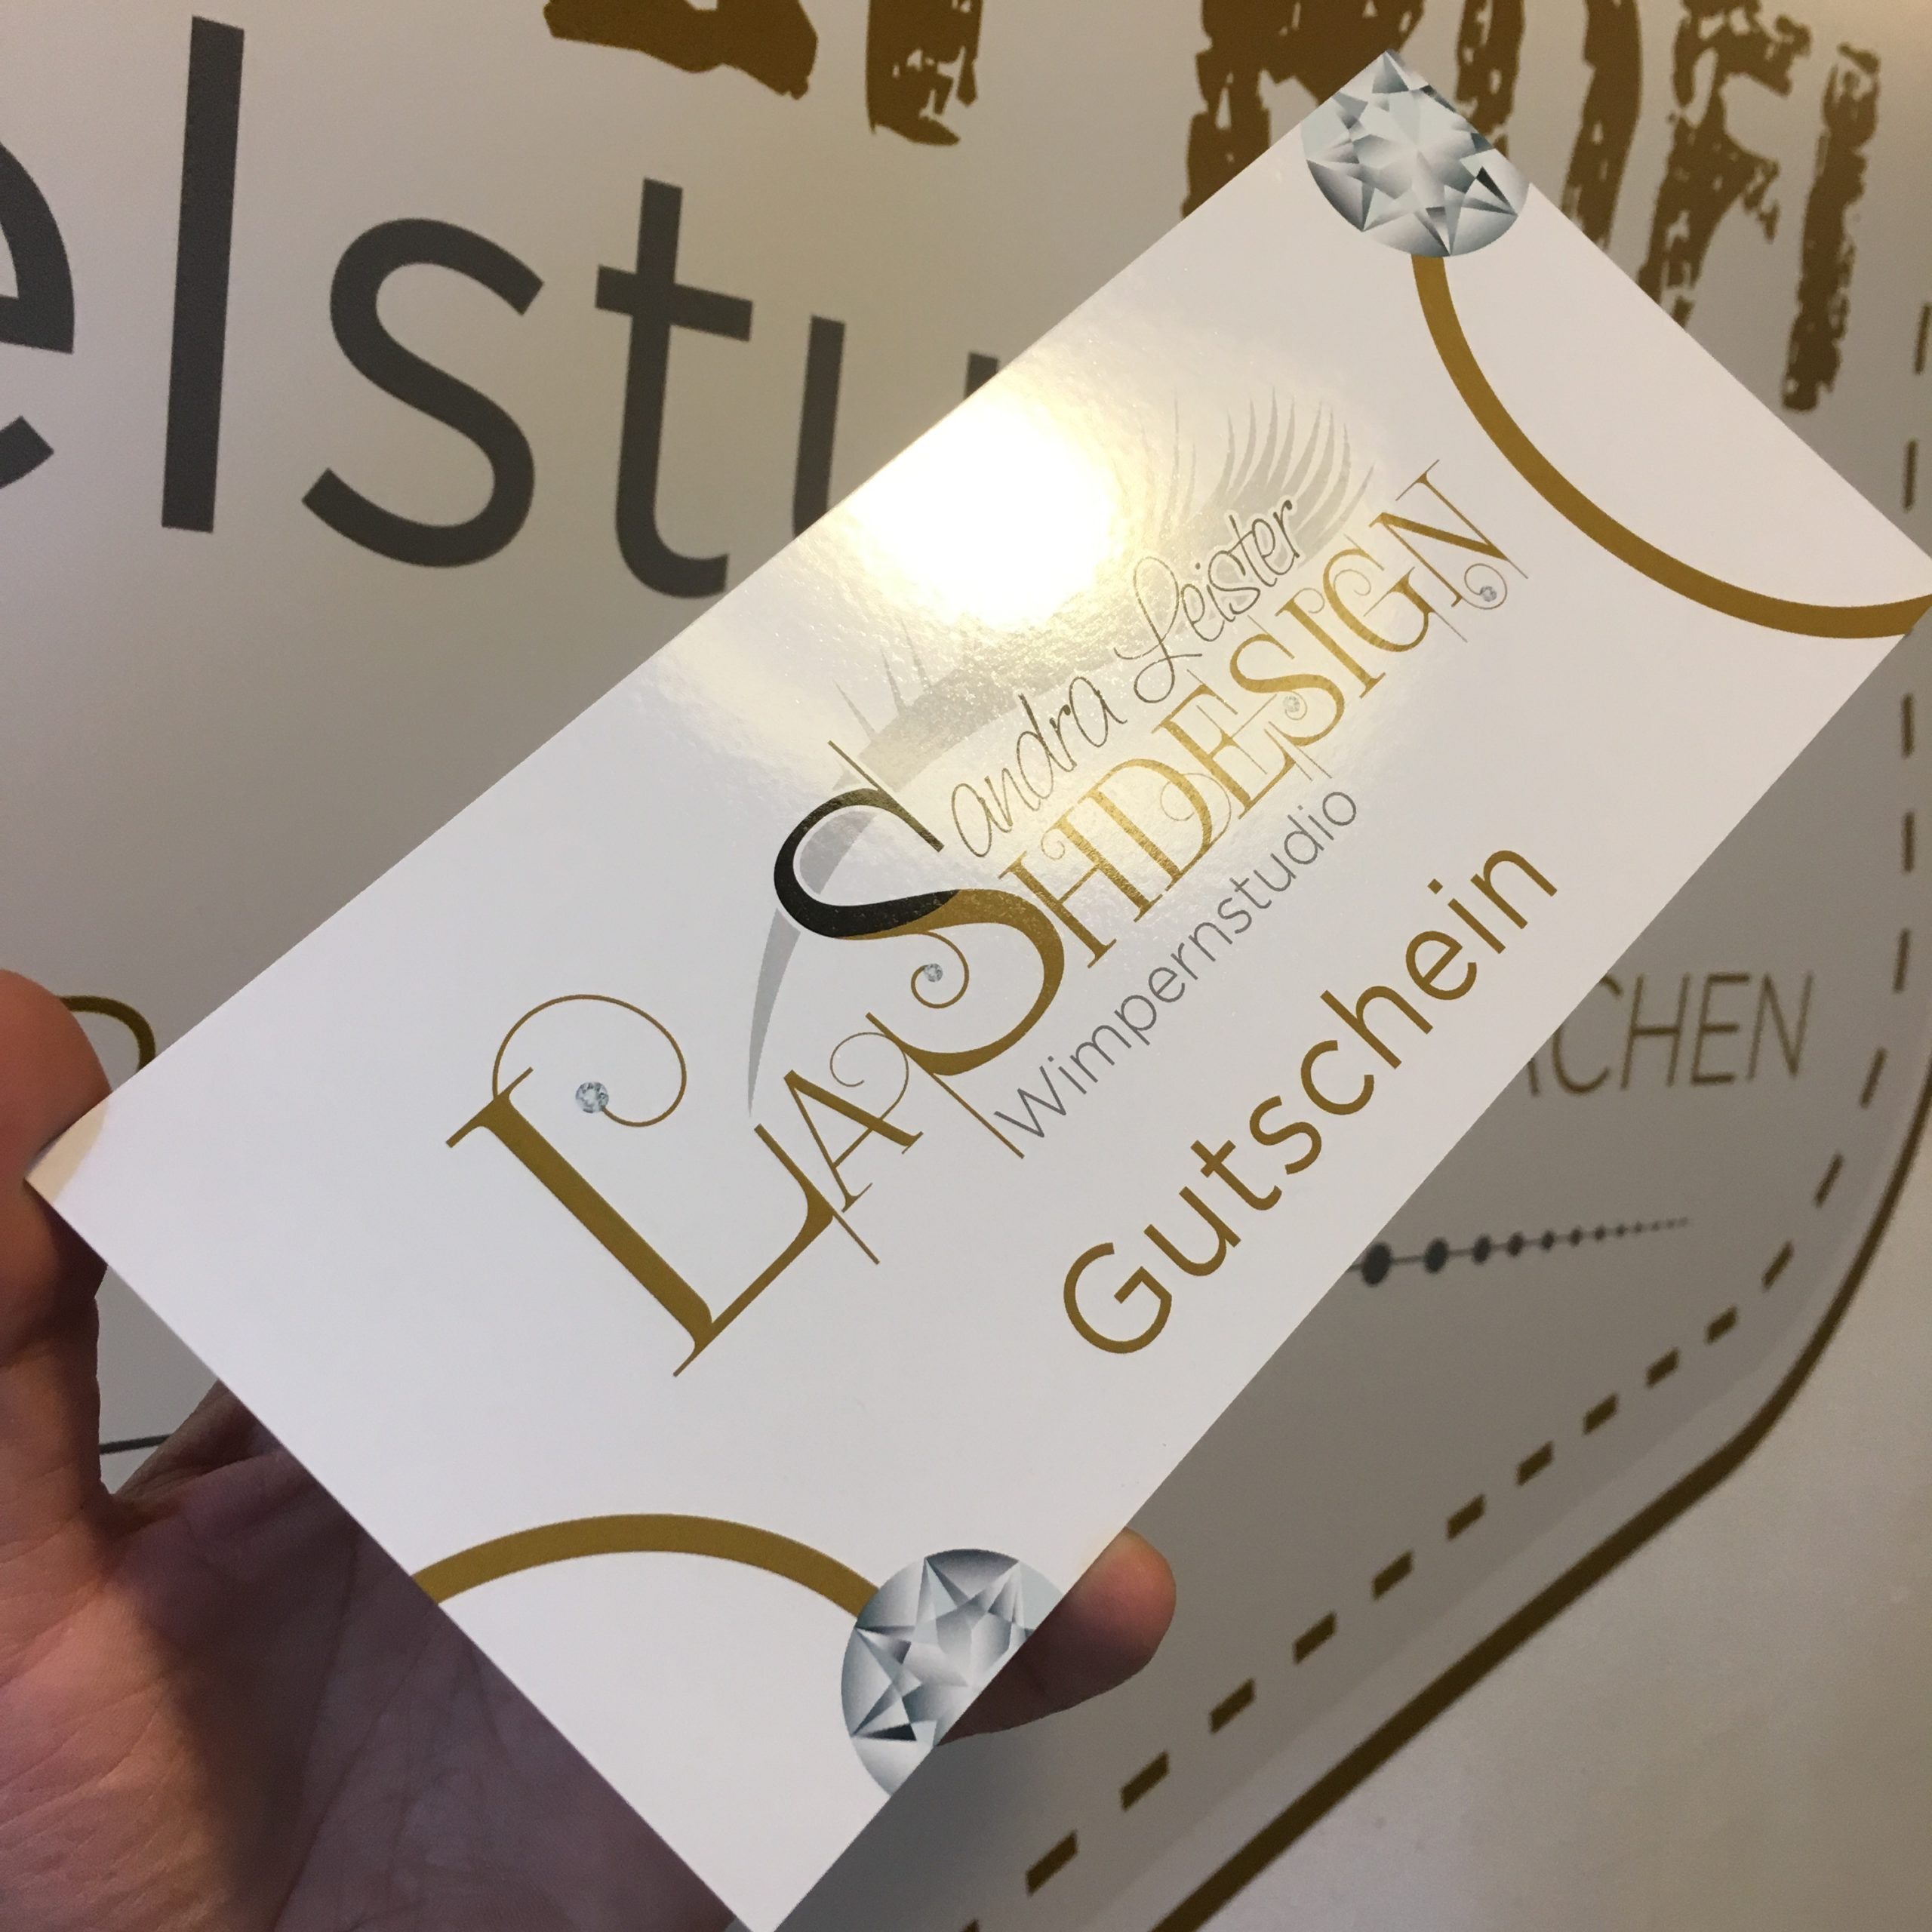 elstu
Sandra Leister
LASHDESIGN
Wimpernstudio
Gutschein
CHEN